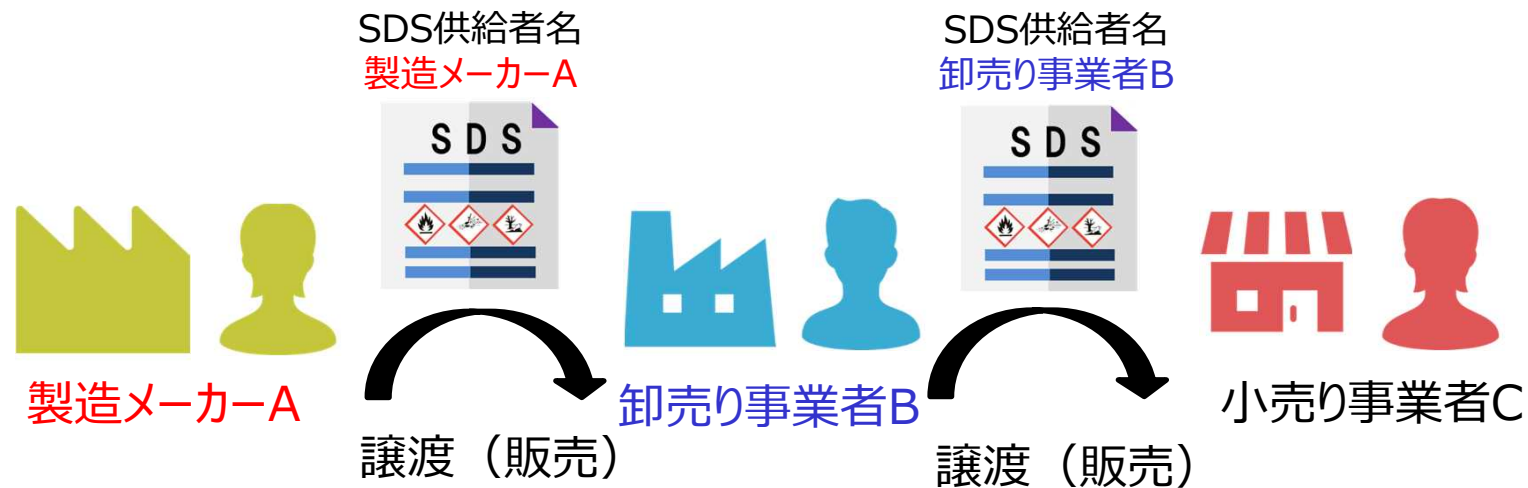 SDS供給者名
製造メーカーA
SDS
SDS供給者名
卸売り事業者B
SDS
製造メーカーA
譲渡（販売）
卸売り事業者B
譲渡（販売）
小売り事業者C